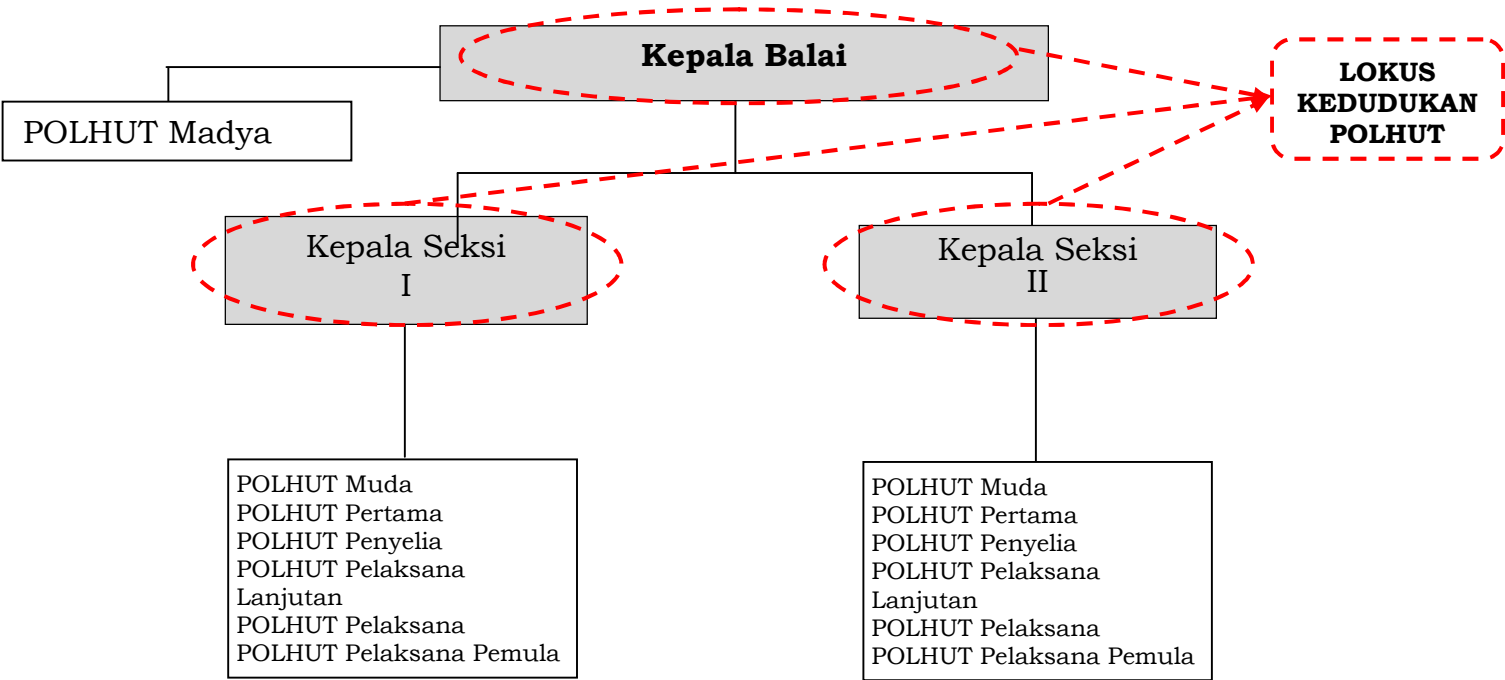 Kepala Balai
LOKUS
KEDUDUKAN
POLHUT
POLHUT Madya
Kepala Seksi
I
Kepala Seksi
II
POLHUT Muda
POLHUT Pertama
POLHUT Penyelia
POLHUT Pelaksana
Lanjutan
POLHUT Pelaksana
POLHUT Pelaksana Pemula
POLHUT Muda
POLHUT Pertama
POLHUT Penyelia
POLHUT Pelaksana
Lanjutan
POLHUT Pelaksana
POLHUT Pelaksana Pemula